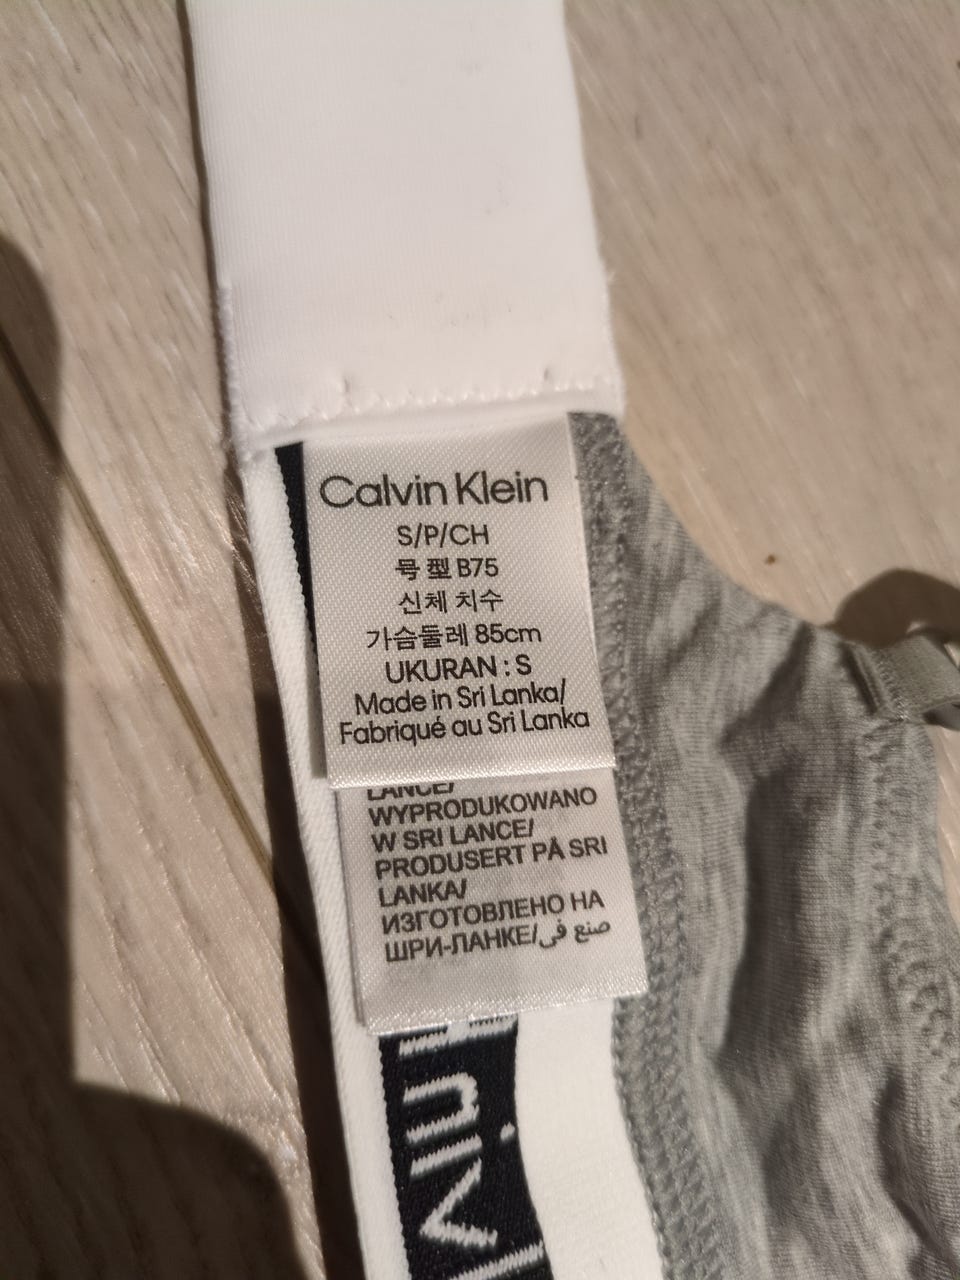 Calvin Klein
S/P/CH
号型 B75
신체 치수
가슴둘레 85cm
UKURAN : S
Made in Sri Lanka/
Fabriqué au Sri Lanka
LANCE/
WYPRODUKOWANO
W SRI LANCE/
PRODUSERT PÅ SRI
LANKA/
ИЗГОТОВЛЕНО НА
ШРИ-ЛАНКЕ/صنع في